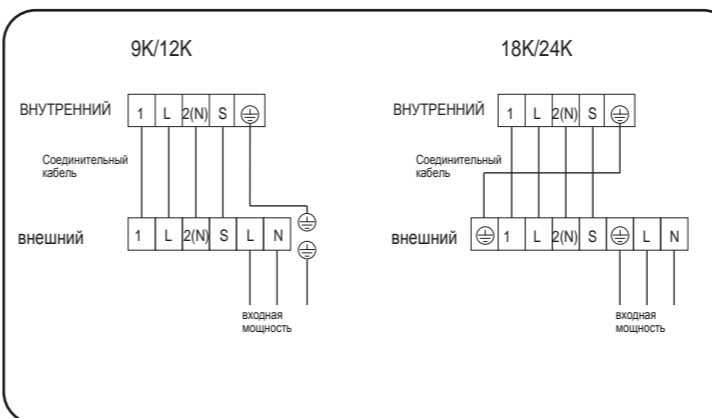 9K/12K
ВНУТРЕННИЙ 1 L 2(N) S
Соединительный
кабель
внешний 1 L 2(N) S L N
входная
мощность
18K/24K
ВНУТРЕННИЙ 1 L 2(N) S
Соединительный
кабель
внешний 1 L 2(N) S L N
входная
мощность